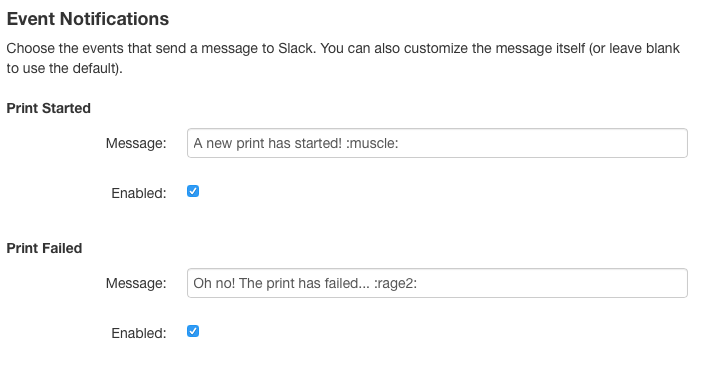 Event Notifications
Choose the events that send a message to Slack. You can also customize the message itself (or leave blank
to use the default).
Print Started
Message: A new print has started! :muscle:
Enabled:
Print Failed
Message: Oh no! The print has failed... :rage2:
Enabled: